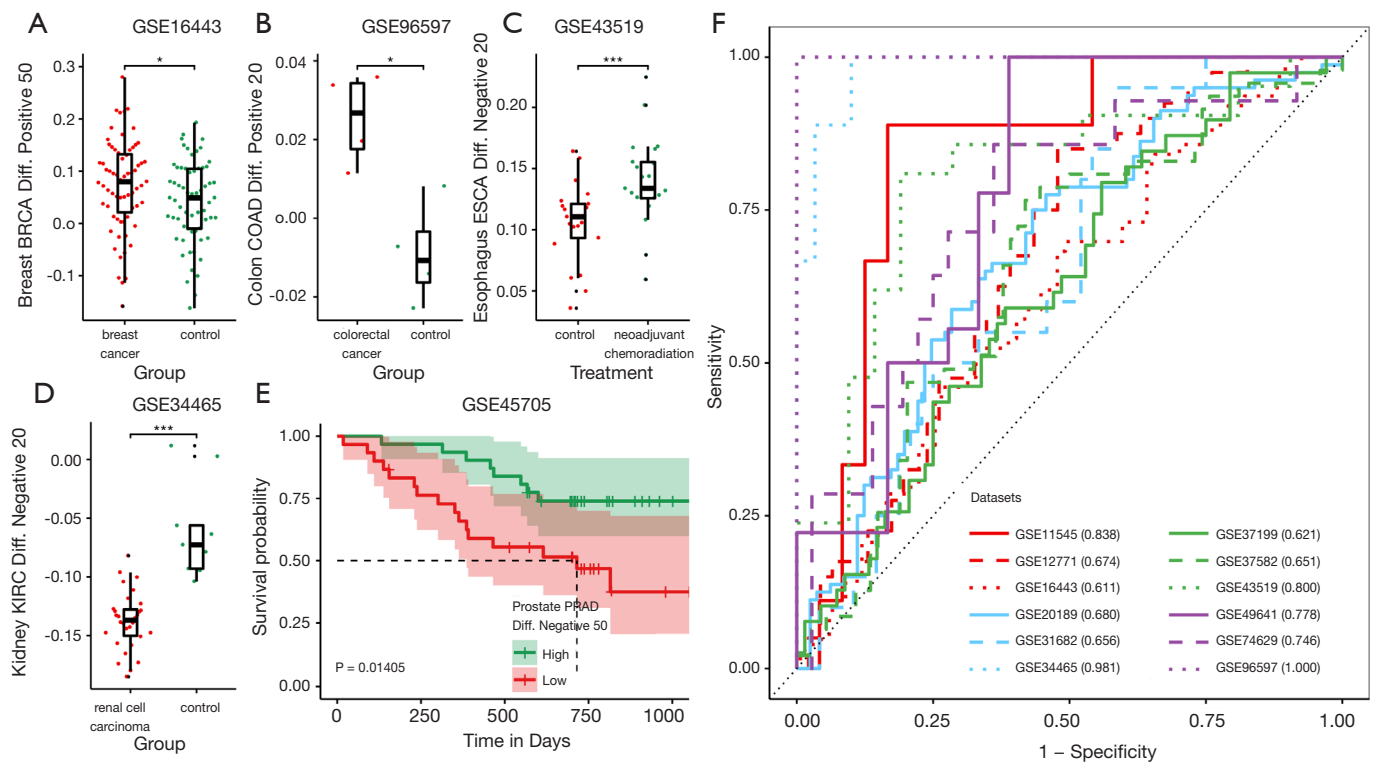 A
GSE16443
Breast BRCA Diff. Positive 50
0.3
0.2
0.1
0.0
-0.1
*
breast
cancer
control
Group
B
GSE96597
Colon COAD Diff. Positive 20
0.04
0.02
0.00
-0.02
*
colorectal
cancer
control
Group
C
GSE43519
Esophagus ESCA Diff. Negative 20
0.20
0.15
0.10
0.05
***
control
neoadjuvant
chemoradiation
Treatment
D
GSE34465
Kidney KIRC Diff. Negative 20
0.00
-0.05
-0.10
-0.15
***
renal cell
carcinoma
control
Group
E
GSE45705
Survival probability
1.00
0.75
0.50
0.25
0.00
Prostate PRAD
Diff. Negative 50
High
Low
P = 0.01405
0
250
500
750
1000
Time in Days
F
Sensitivity
1.00
0.75
0.50
0.25
0.00
Datasets
GSE11545 (0.838)
GSE12771 (0.674)
GSE16443 (0.611)
GSE20189 (0.680)
GSE31682 (0.656)
GSE34465 (0.981)
GSE37199 (0.621)
GSE37582 (0.651)
GSE43519 (0.800)
GSE49641 (0.778)
GSE74629 (0.746)
GSE96597 (1.000)
0.00
0.25
0.50
0.75
1.00
1 – Specificity